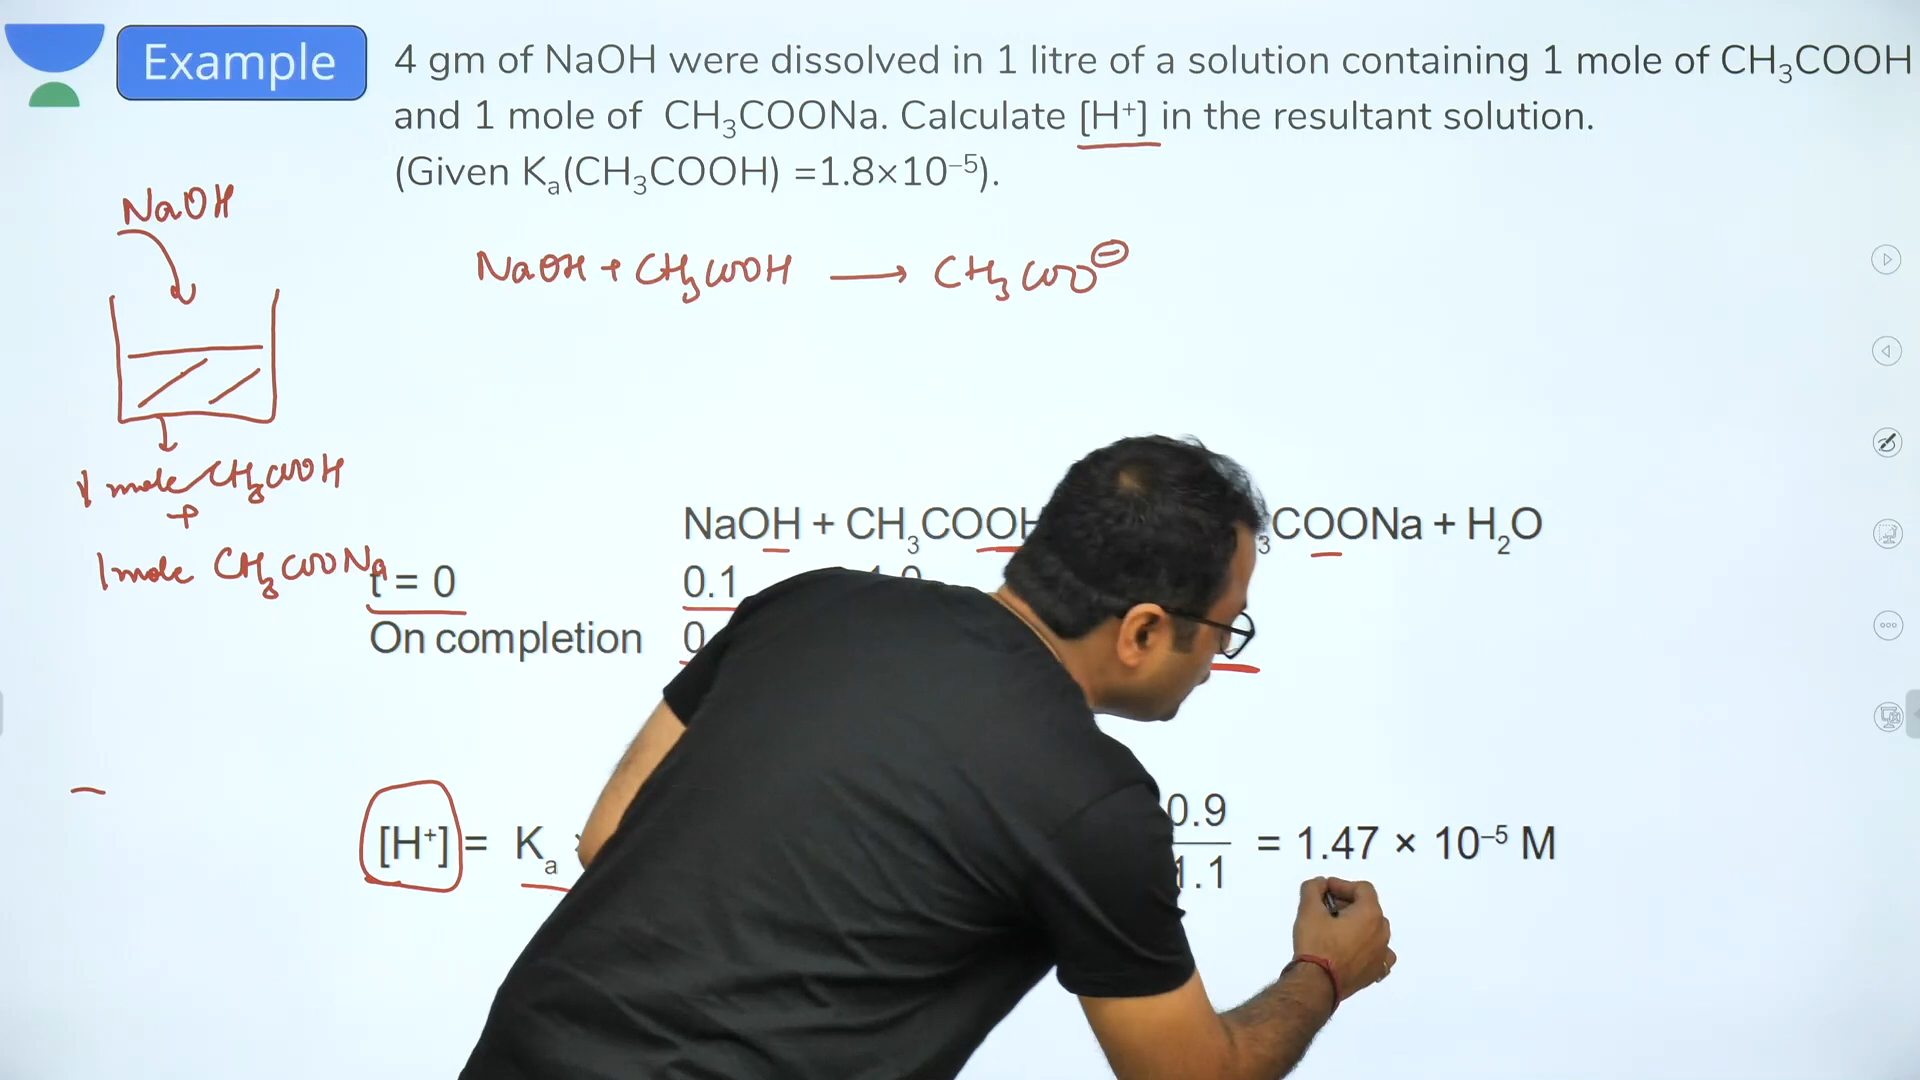 Example
4 gm of NaOH were dissolved in 1 litre of a solution containing 1 mole of CH₃COOH
and 1 mole of CH₃COONa. Calculate [H⁺] in the resultant solution.
(Given Kₐ(CH₃COOH) =1.8×10⁻⁵).
NaOH
NaOH + CH₃COOH ⟶ CH₃COO⊖
1 mole CH₃COOH
+
1 mole CH₃COONa
NaOH + CH₃COOH ₃COONa + H₂O
t = 0 0.1
On completion 0
[H⁺] = Kₐ 0.9/1.1 = 1.47 × 10⁻⁵ M